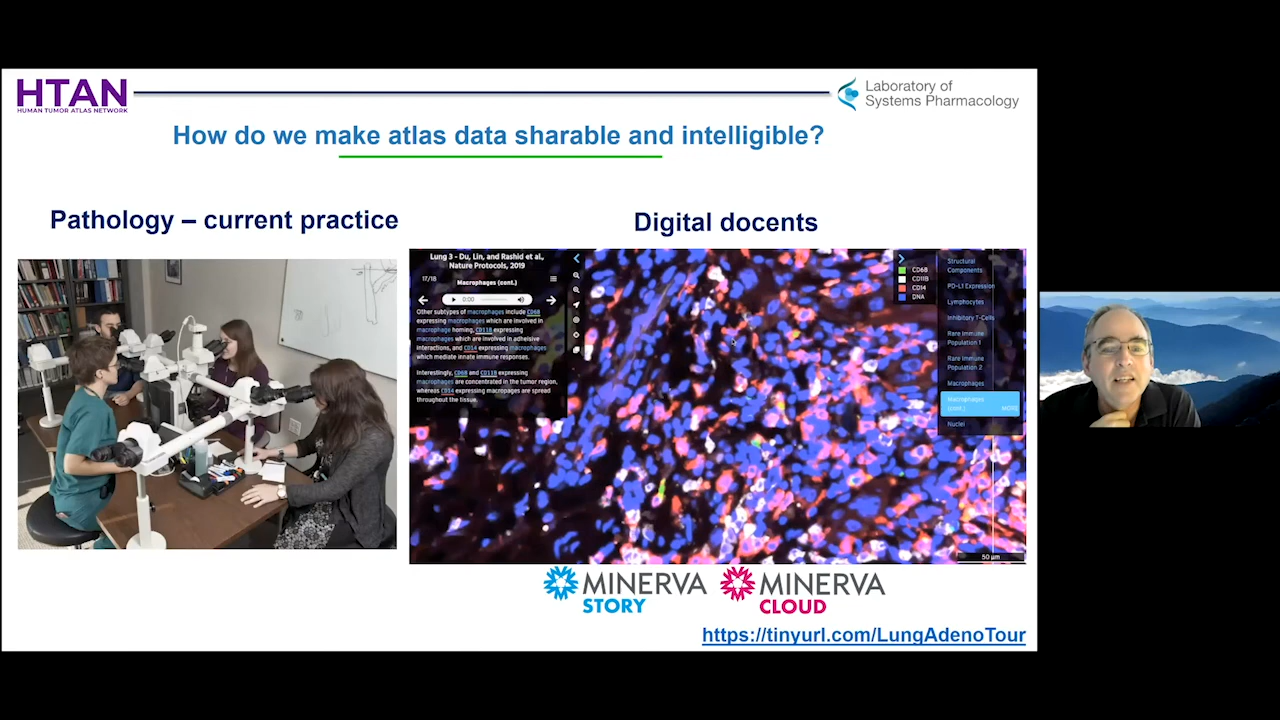 HTAN
HUMAN TUMOR ATLAS NETWORK
Laboratory of
Systems Pharmacology
How do we make atlas data sharable and intelligible?
Pathology – current practice
Digital docents
Lung 3 - Du, Lin, and Rashid et al.,
Nature Protocols, 2019
17/18
Macrophages (cont.)
0:00
Other subtypes of macrophages include CD68
expressing macrophages which are involved in
macrophage homing, CD11B expressing
macrophages which are involved in adhesive
interactions, and CD14 expressing macrophages
which mediate innate immune responses.
Interestingly, CD68 and CD11B expressing
macrophages are concentrated in the tumor region,
whereas CD14 expressing macropages are spread
throughout the tissue.
CD68
CD11B
CD14
DNA
Structural
Components
PD-L1 Expression
Lymphocytes
Inhibitory T-Cells
Rare Immune
Population 1
Rare Immune
Population 2
Macrophages
Macrophages
(cont.)
MORE
Nuclei
50 μm
MINERVA
STORY
MINERVA
CLOUD
https://tinyurl.com/LungAdenoTour